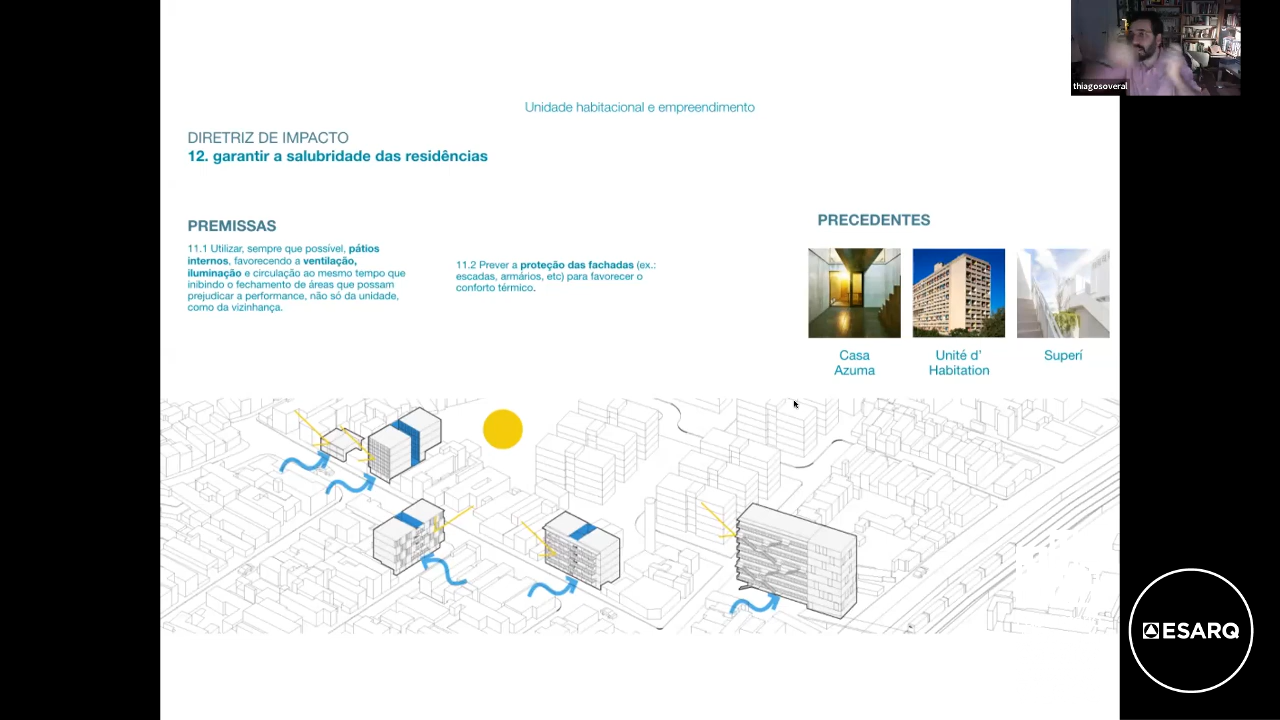 thiagosoveral
Unidade habitacional e empreendimento
DIRETRIZ DE IMPACTO
12. garantir a salubridade das residências
PREMISSAS
11.1 Utilizar, sempre que possível, pátios
internos, favorecendo a ventilação,
iluminação e circulação ao mesmo tempo que
inibindo o fechamento de áreas que possam
prejudicar a performance, não só da unidade,
como da vizinhança.
11.2 Prever a proteção das fachadas (ex.:
escadas, armários, etc) para favorecer o
conforto térmico.
PRECEDENTES
Casa
Azuma
Unité d'
Habitation
Superí
ESARQ